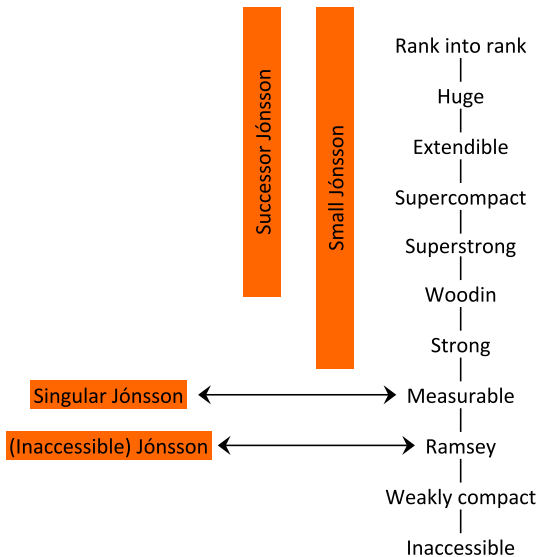 Successor Jónsson
Small Jónsson
Rank into rank
Huge
Extendible
Supercompact
Superstrong
Woodin
Strong
Singular Jónsson
Measurable
(Inaccessible) Jónsson
Ramsey
Weakly compact
Inaccessible